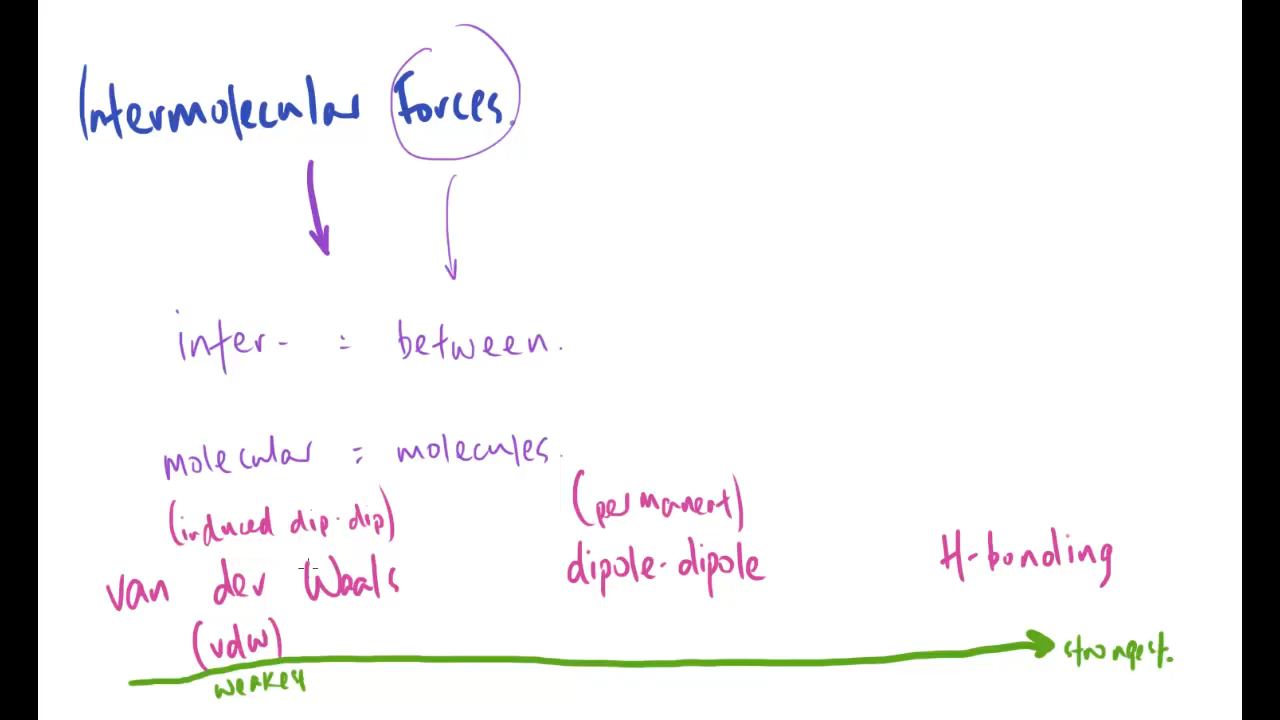 Intermolecular Forces.
inter- = between.
molecular = molecules.
(induced dip-dip) (permanent)
van der Waals dipole-dipole H-bonding
(vdw)
weakest strongest.